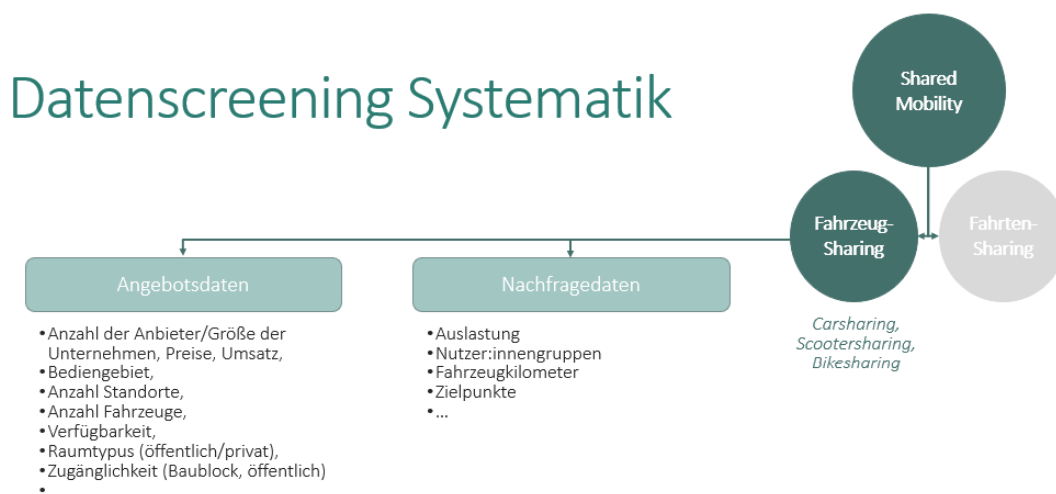 Datenscreening Systematik
Shared
Mobility
Fahrzeug-
Sharing
Fahrten-
Sharing
Carsharing,
Scootersharing,
Bikesharing
Angebotsdaten
•Anzahl der Anbieter/Größe der
Unternehmen, Preise, Umsatz,
•Bediengebiet,
•Anzahl Standorte,
•Anzahl Fahrzeuge,
•Verfügbarkeit,
•Raumtypus (öffentlich/privat),
•Zugänglichkeit (Baublock, öffentlich)
•
Nachfragedaten
•Auslastung
•Nutzer:innengruppen
•Fahrzeugkilometer
•Zielpunkte
•...